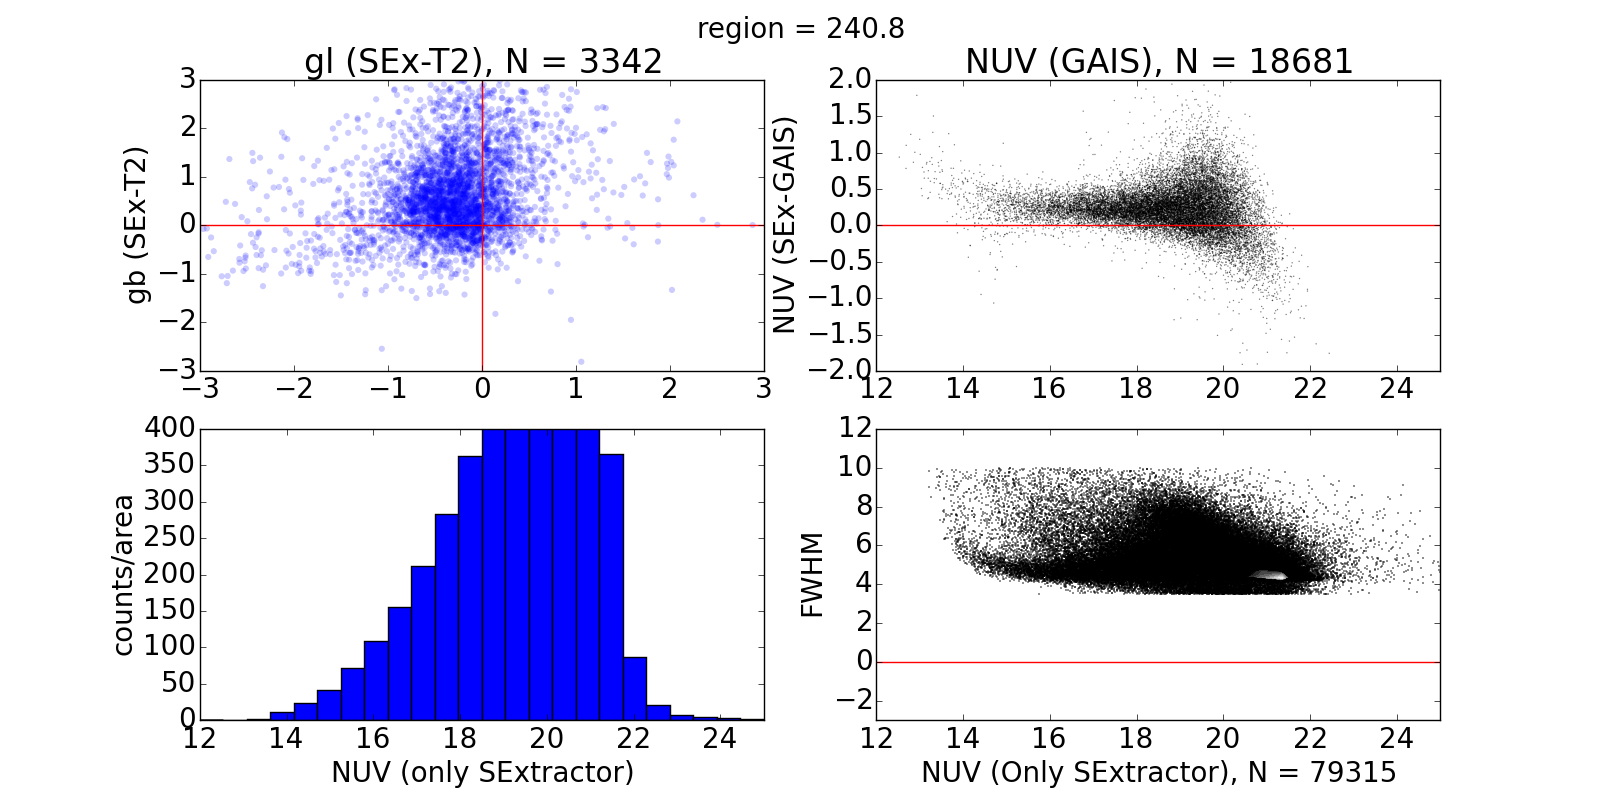 region = 240.8
gl (SEx-T2), N = 3342
NUV (GAIS), N = 18681
gb (SEx-T2)
3
2
1
0
−1
−2
−3
−3 −2 −1 0 1 2 3
NUV (SEx-GAIS)
2.0
1.5
1.0
0.5
0.0
−0.5
−1.0
−1.5
−2.0
12 14 16 18 20 22 24
counts/area
400
350
300
250
200
150
100
50
0
12 14 16 18 20 22 24
NUV (only SExtractor)
FWHM
12
10
8
6
4
2
0
−2
12 14 16 18 20 22 24
NUV (Only SExtractor), N = 79315